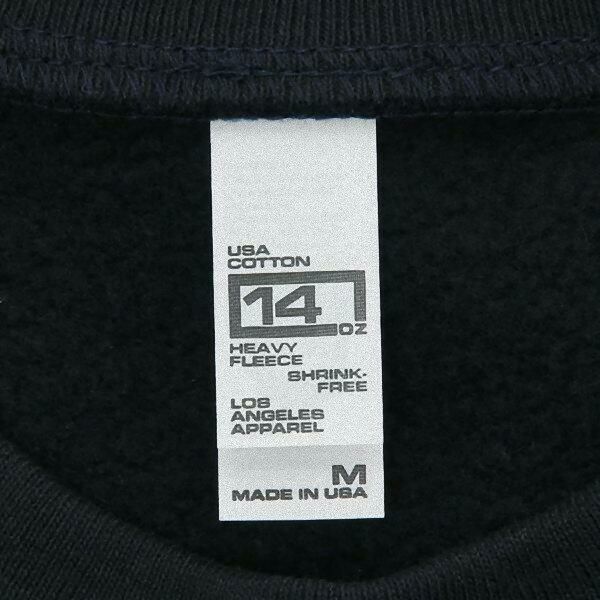 USA
COTTON
14
OZ
HEAVY
FLEECE
SHRINK-
FREE
LOS
ANGELES
APPAREL
M
MADE IN USA